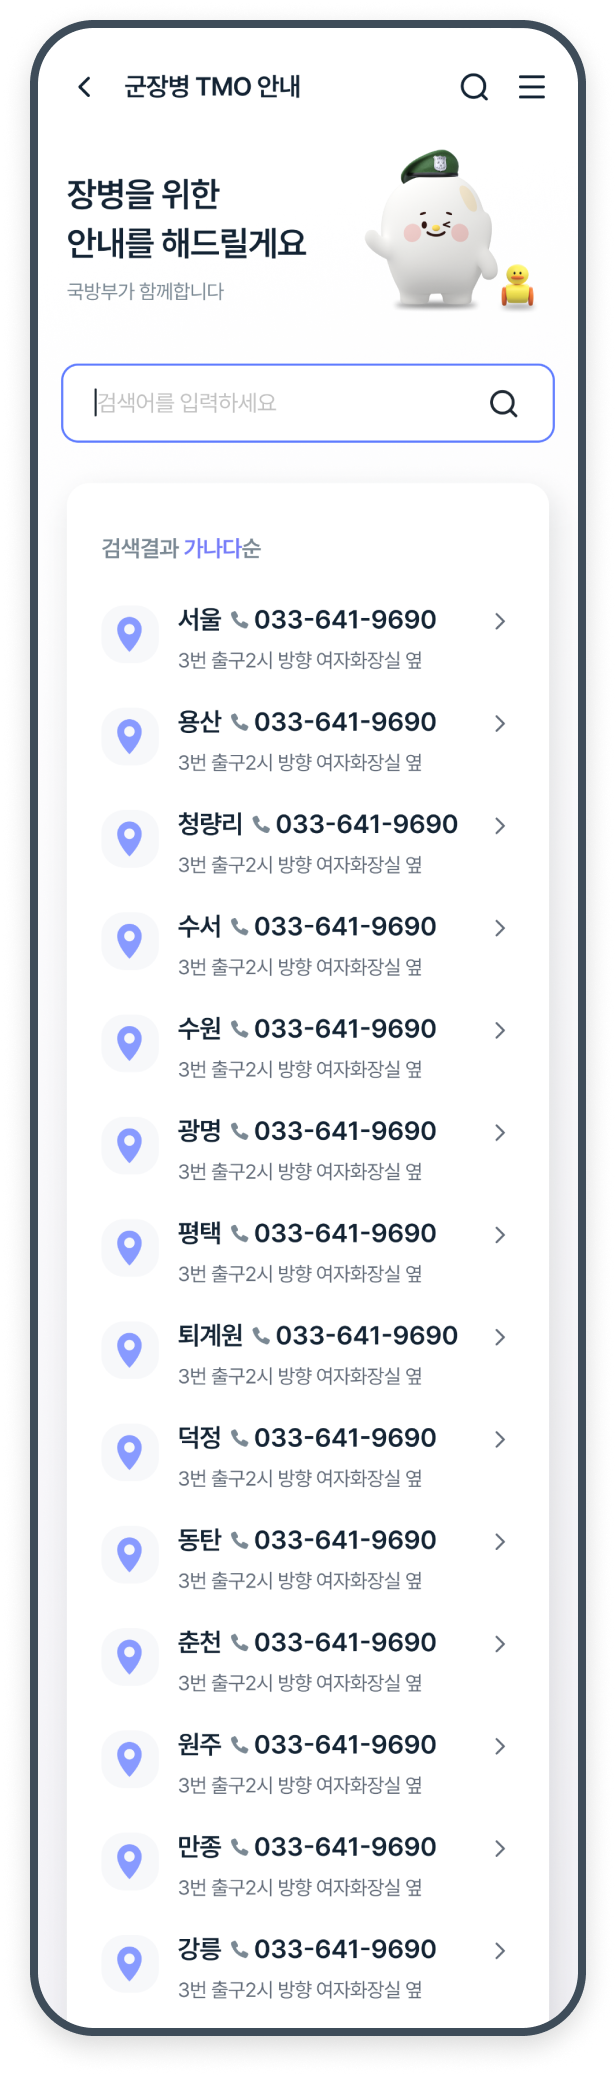 군장병 TMO 안내
장병을 위한
안내를 해드릴게요
국방부가 함께합니다
검색어를 입력하세요
검색결과 가나다순
서울 033-641-9690
3번 출구2시 방향 여자화장실 옆
용산 033-641-9690
3번 출구2시 방향 여자화장실 옆
청량리 033-641-9690
3번 출구2시 방향 여자화장실 옆
수서 033-641-9690
3번 출구2시 방향 여자화장실 옆
수원 033-641-9690
3번 출구2시 방향 여자화장실 옆
광명 033-641-9690
3번 출구2시 방향 여자화장실 옆
평택 033-641-9690
3번 출구2시 방향 여자화장실 옆
퇴계원 033-641-9690
3번 출구2시 방향 여자화장실 옆
덕정 033-641-9690
3번 출구2시 방향 여자화장실 옆
동탄 033-641-9690
3번 출구2시 방향 여자화장실 옆
춘천 033-641-9690
3번 출구2시 방향 여자화장실 옆
원주 033-641-9690
3번 출구2시 방향 여자화장실 옆
만종 033-641-9690
3번 출구2시 방향 여자화장실 옆
강릉 033-641-9690
3번 출구2시 방향 여자화장실 옆